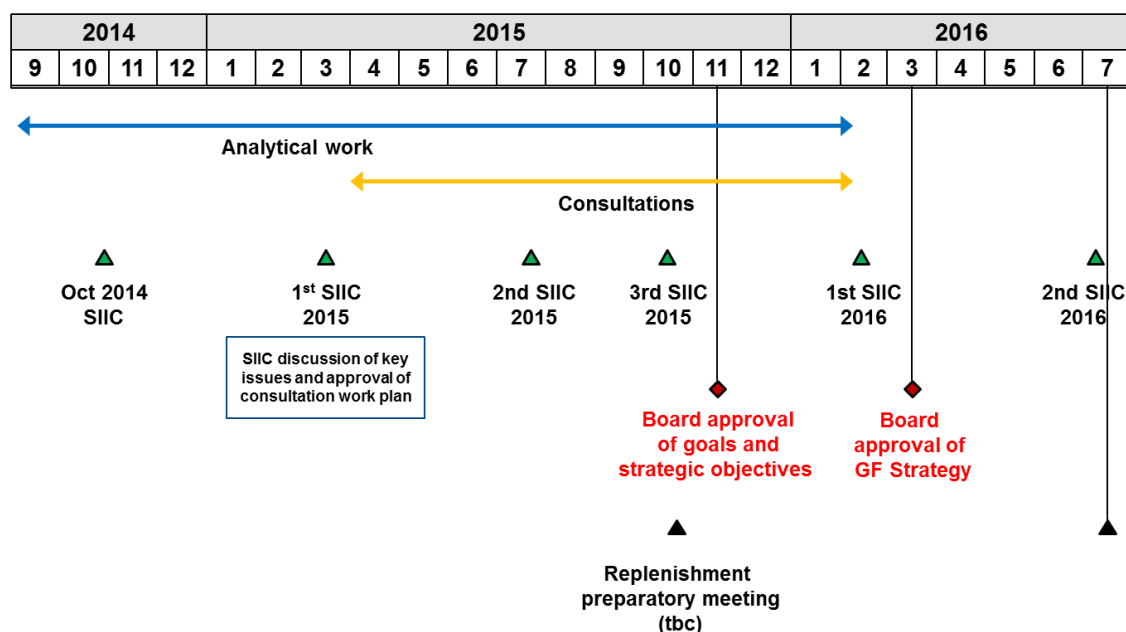 2014 2015 2016
9 10 11 12 1 2 3 4 5 6 7 8 9 10 11 12 1 2 3 4 5 6 7
Analytical work
Consultations
Oct 2014
SIIC
1st SIIC
2015
2nd SIIC
2015
3rd SIIC
2015
1st SIIC
2016
2nd SIIC
2016
SIIC discussion of key
issues and approval of
consultation work plan
Board approval
of goals and
strategic objectives
Board
approval of
GF Strategy
Replenishment
preparatory meeting
(tbc)